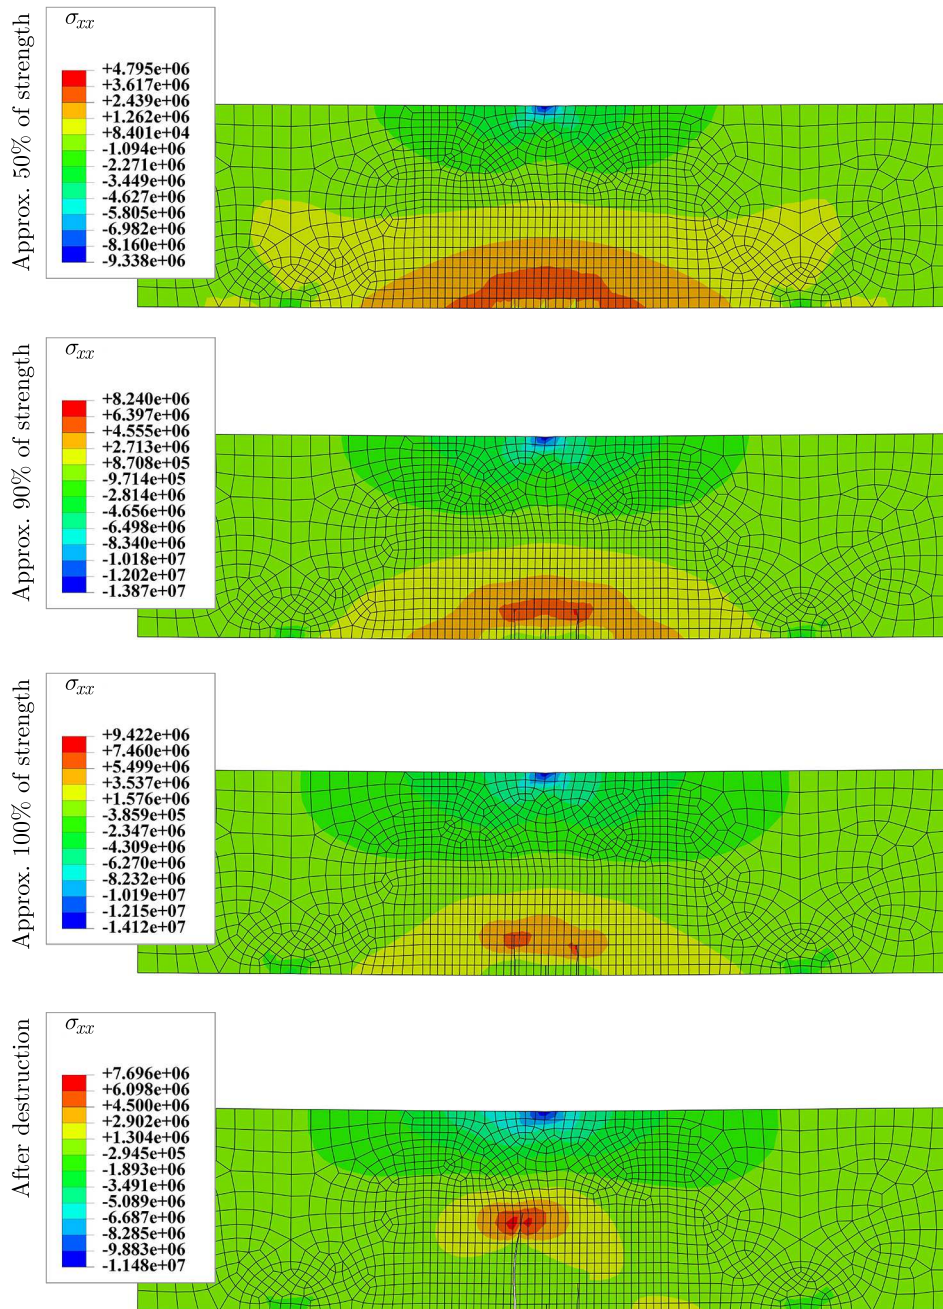 Approx. 50% of strength
σxx
+4.795e+06
+3.617e+06
+2.439e+06
+1.262e+06
+8.401e+04
-1.094e+06
-2.271e+06
-3.449e+06
-4.627e+06
-5.805e+06
-6.982e+06
-8.160e+06
-9.338e+06
Approx. 90% of strength
σxx
+8.240e+06
+6.397e+06
+4.555e+06
+2.713e+06
+8.708e+05
-9.714e+05
-2.814e+06
-4.656e+06
-6.498e+06
-8.340e+06
-1.018e+07
-1.202e+07
-1.387e+07
Approx. 100% of strength
σxx
+9.422e+06
+7.460e+06
+5.499e+06
+3.537e+06
+1.576e+06
-3.859e+05
-2.347e+06
-4.309e+06
-6.270e+06
-8.232e+06
-1.019e+07
-1.215e+07
-1.412e+07
After destruction
σxx
+7.696e+06
+6.098e+06
+4.500e+06
+2.902e+06
+1.304e+06
-2.945e+05
-1.893e+06
-3.491e+06
-5.089e+06
-6.687e+06
-8.285e+06
-9.883e+06
-1.148e+07